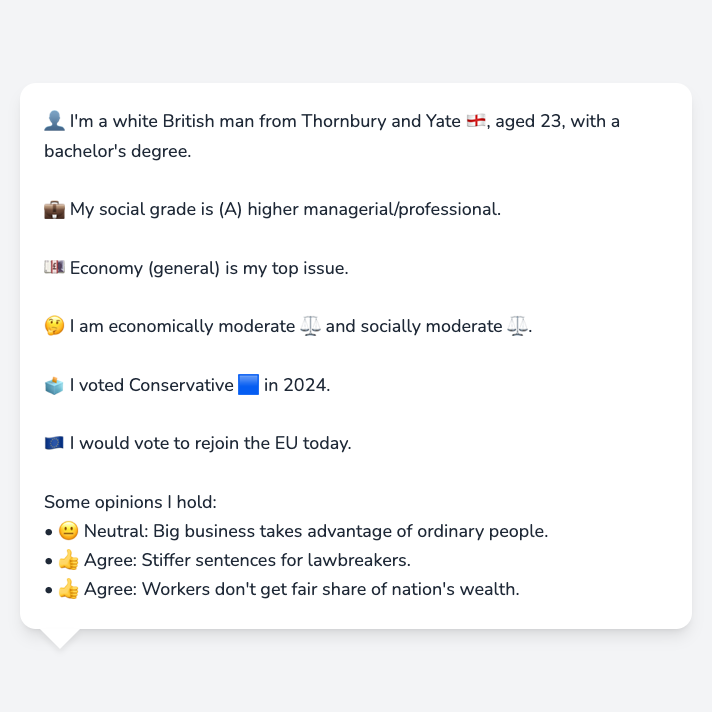 👤 I'm a white British man from Thornbury and Yate 🏴󠁧󠁢󠁥󠁮󠁧󠁿, aged 23, with a
bachelor's degree.
💼 My social grade is (A) higher managerial/professional.
💷 Economy (general) is my top issue.
🤔 I am economically moderate ⚖️ and socially moderate ⚖️.
🗳️ I voted Conservative 🟦 in 2024.
🇪🇺 I would vote to rejoin the EU today.
Some opinions I hold:
• 😐 Neutral: Big business takes advantage of ordinary people.
• 👍 Agree: Stiffer sentences for lawbreakers.
• 👍 Agree: Workers don't get fair share of nation's wealth.